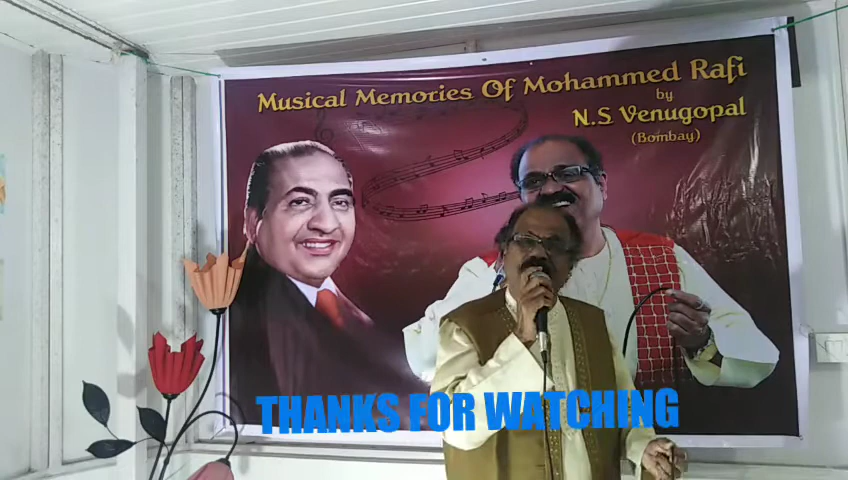 Musical Memories Of Mohammed Rafi
by
N.S Venugopal
(Bombay)
THANKS FOR WATCHING